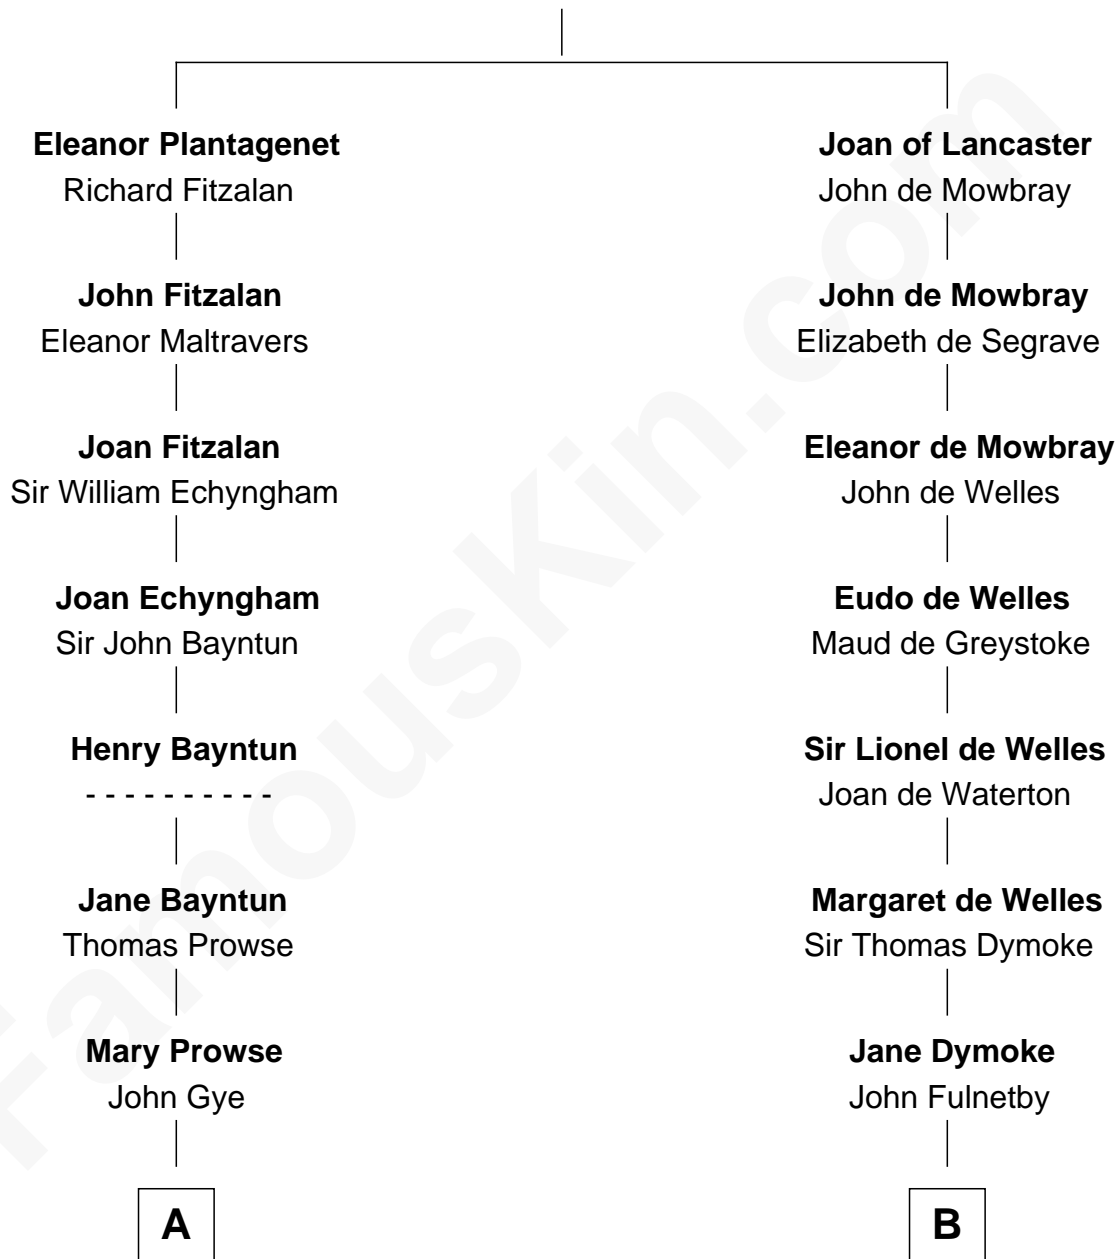 Eleanor Plantagenet
Richard Fitzalan
John Fitzalan
Eleanor Maltravers
Joan Fitzalan
Sir William Echyngham
Joan Echyngham
Sir John Bayntun
Henry Bayntun
- - - - - - - - - -
Jane Bayntun
Thomas Prowse
Mary Prowse
John Gye
A
Joan of Lancaster
John de Mowbray
John de Mowbray
Elizabeth de Segrave
Eleanor de Mowbray
John de Welles
Eudo de Welles
Maud de Greystoke
Sir Lionel de Welles
Joan de Waterton
Margaret de Welles
Sir Thomas Dymoke
Jane Dymoke
John Fulnetby
B
FamousKin.com